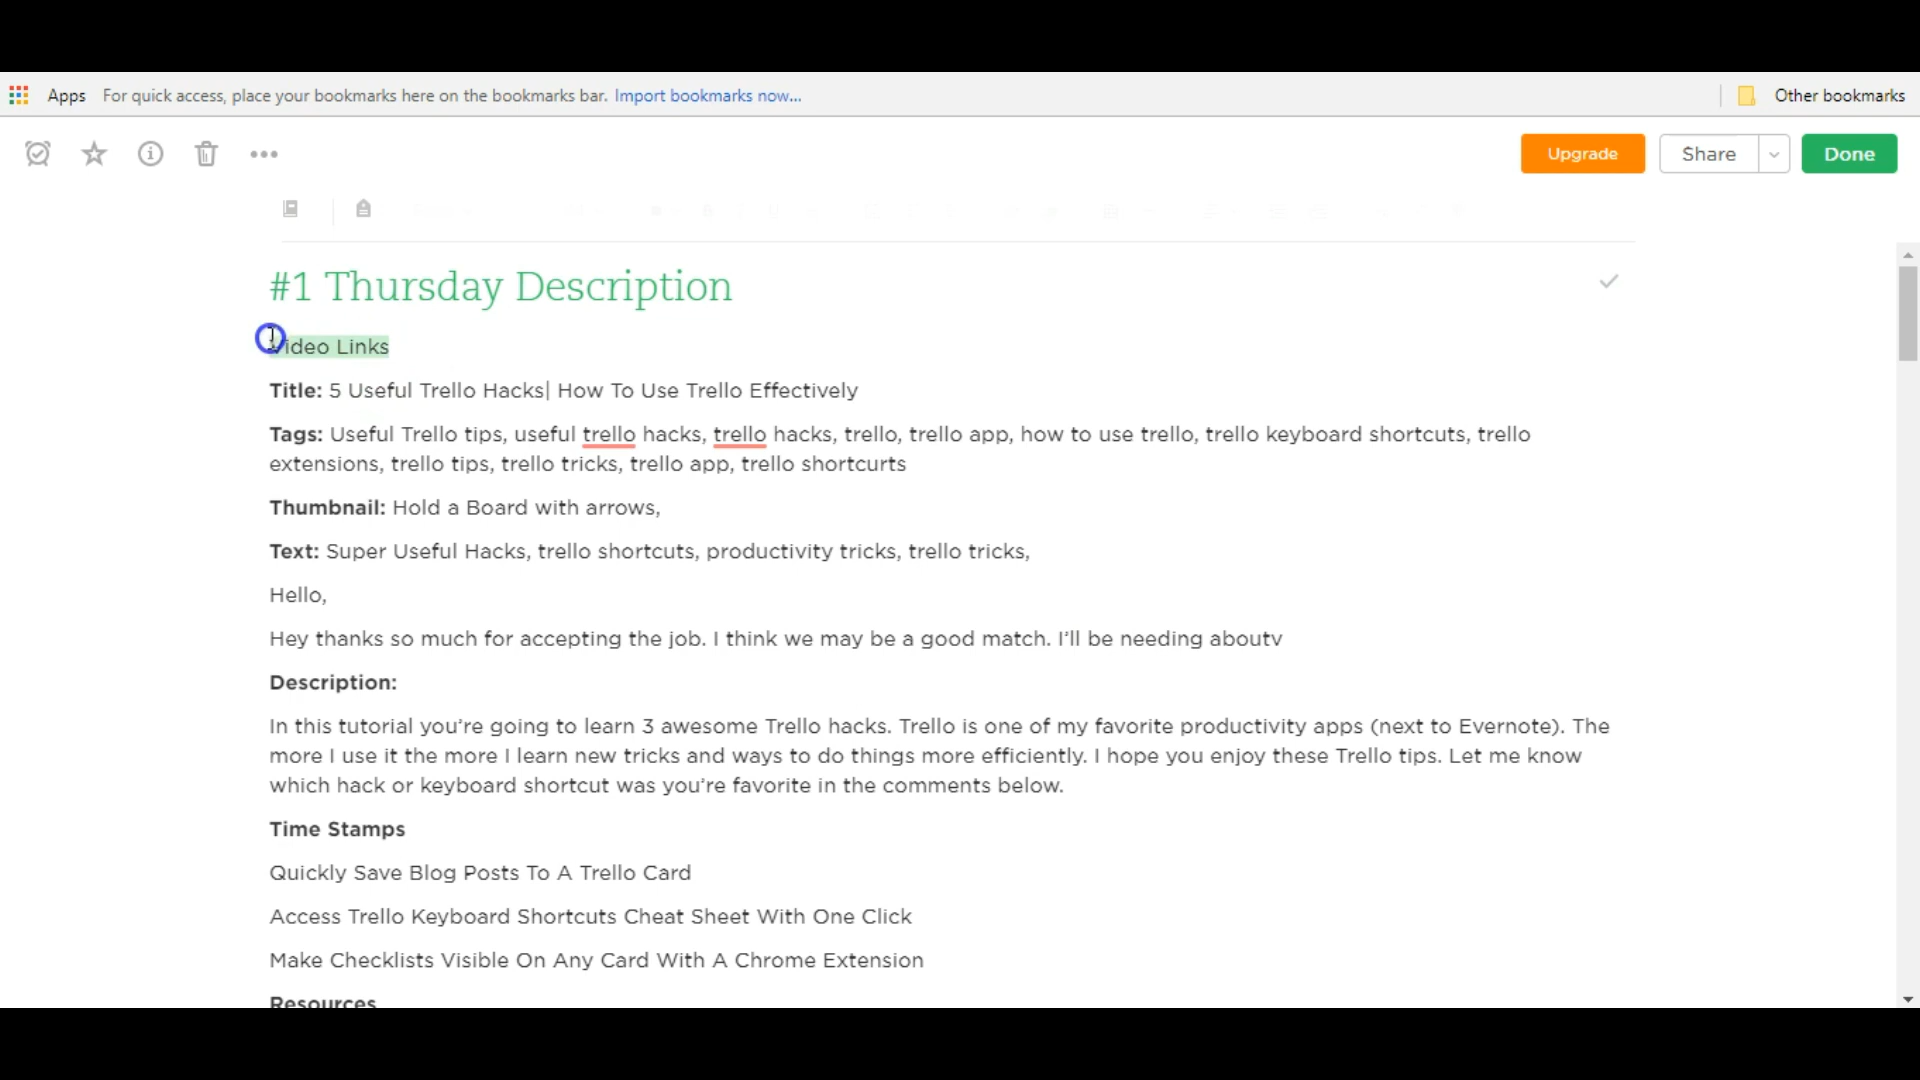 Apps For quick access, place your bookmarks here on the bookmarks bar. Import bookmarks now... Other bookmarks
Upgrade Share Done
#1 Thursday Description
Video Links
Title: 5 Useful Trello Hacks| How To Use Trello Effectively
Tags: Useful Trello tips, useful trello hacks, trello hacks, trello, trello app, how to use trello, trello keyboard shortcuts, trello
extensions, trello tips, trello tricks, trello app, trello shortcurts
Thumbnail: Hold a Board with arrows,
Text: Super Useful Hacks, trello shortcuts, productivity tricks, trello tricks,
Hello,
Hey thanks so much for accepting the job. I think we may be a good match. I'll be needing aboutv
Description:
In this tutorial you're going to learn 3 awesome Trello hacks. Trello is one of my favorite productivity apps (next to Evernote). The
more I use it the more I learn new tricks and ways to do things more efficiently. I hope you enjoy these Trello tips. Let me know
which hack or keyboard shortcut was you're favorite in the comments below.
Time Stamps
Quickly Save Blog Posts To A Trello Card
Access Trello Keyboard Shortcuts Cheat Sheet With One Click
Make Checklists Visible On Any Card With A Chrome Extension
Resources